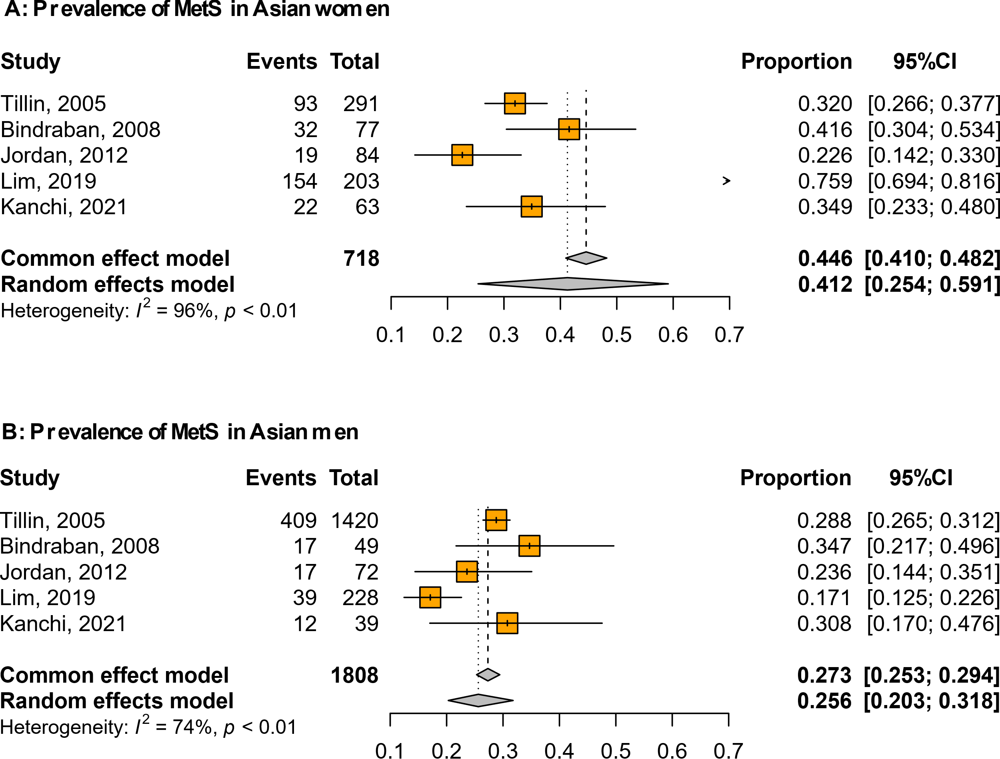 A: Prevalence of MetS in Asian women
Study Events Total Proportion 95%CI
Tillin, 2005 93 291 0.320 [0.266; 0.377]
Bindraban, 2008 32 77 0.416 [0.304; 0.534]
Jordan, 2012 19 84 0.226 [0.142; 0.330]
Lim, 2019 154 203 0.759 [0.694; 0.816]
Kanchi, 2021 22 63 0.349 [0.233; 0.480]
Common effect model 718 0.446 [0.410; 0.482]
Random effects model 0.412 [0.254; 0.591]
Heterogeneity: I² = 96%, p < 0.01
0.1 0.2 0.3 0.4 0.5 0.6 0.7
B: Prevalence of MetS in Asian men
Study Events Total Proportion 95%CI
Tillin, 2005 409 1420 0.288 [0.265; 0.312]
Bindraban, 2008 17 49 0.347 [0.217; 0.496]
Jordan, 2012 17 72 0.236 [0.144; 0.351]
Lim, 2019 39 228 0.171 [0.125; 0.226]
Kanchi, 2021 12 39 0.308 [0.170; 0.476]
Common effect model 1808 0.273 [0.253; 0.294]
Random effects model 0.256 [0.203; 0.318]
Heterogeneity: I² = 74%, p < 0.01
0.1 0.2 0.3 0.4 0.5 0.6 0.7